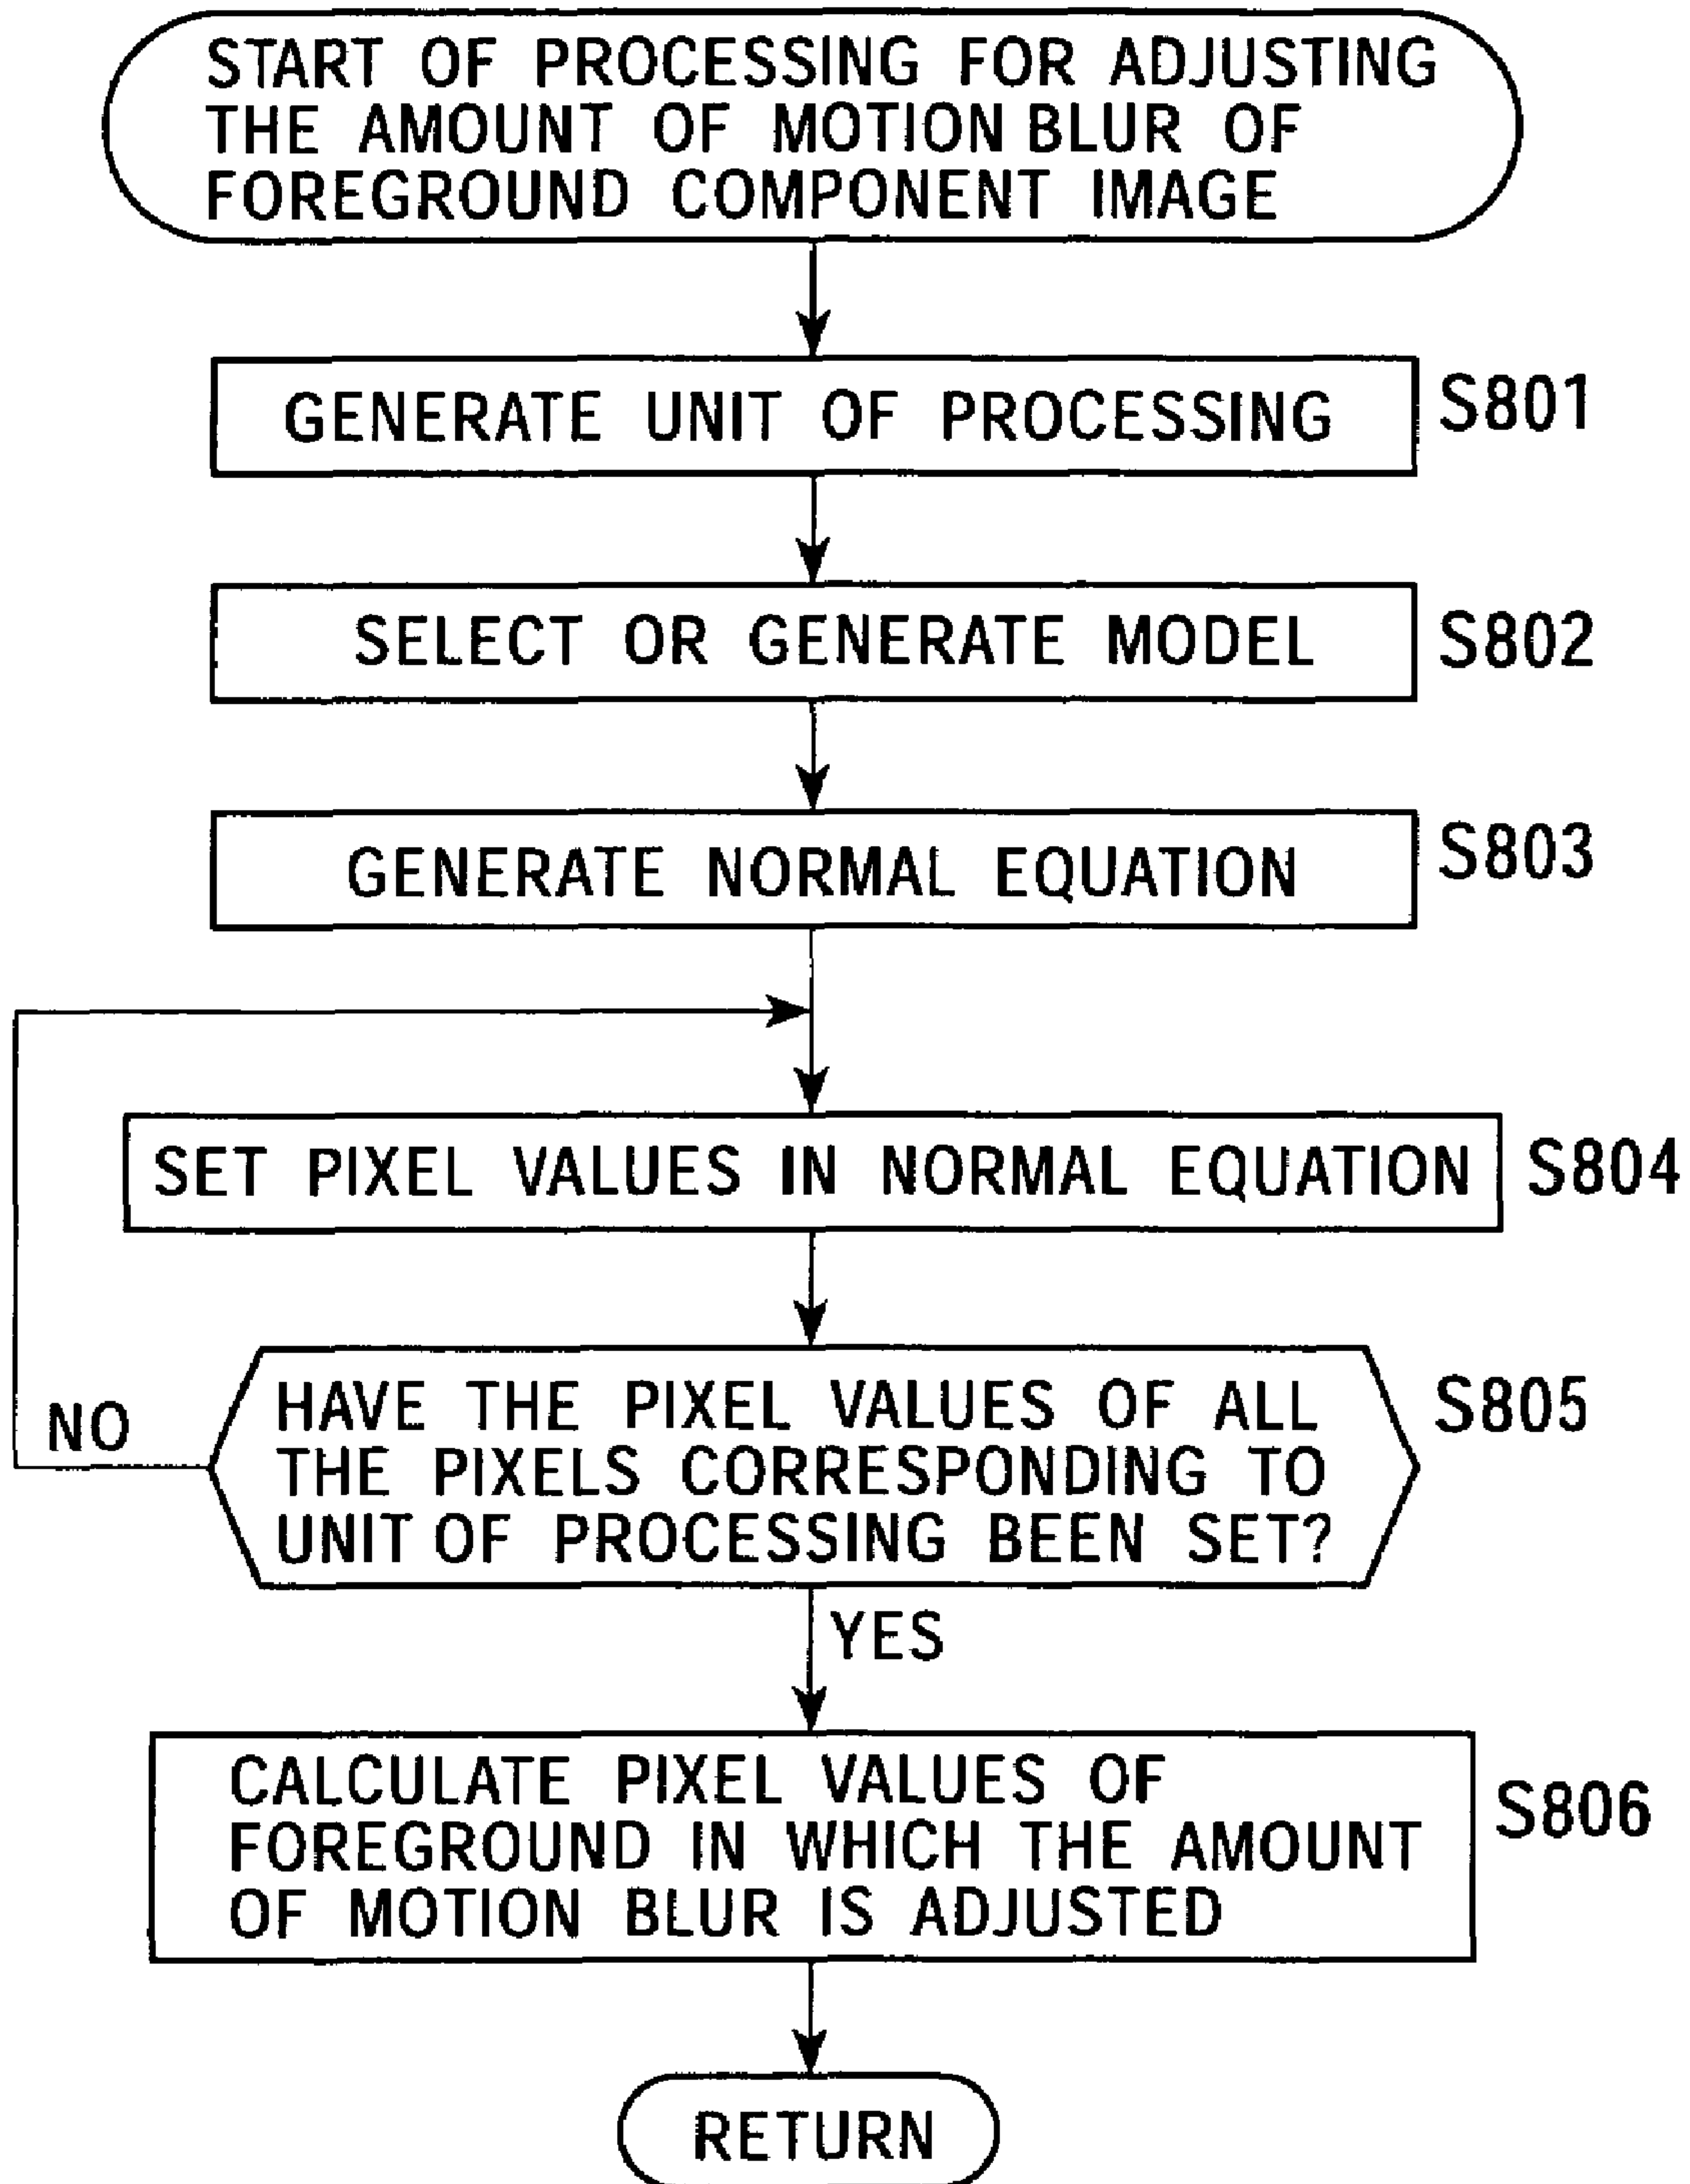 START OF PROCESSING FOR ADJUSTING
THE AMOUNT OF MOTION BLUR OF
FOREGROUND COMPONENT IMAGE
GENERATE UNIT OF PROCESSING
S801
SELECT OR GENERATE MODEL
S802
GENERATE NORMAL EQUATION
S803
SET PIXEL VALUES IN NORMAL EQUATION
S804
HAVE THE PIXEL VALUES OF ALL
THE PIXELS CORRESPONDING TO
UNIT OF PROCESSING BEEN SET?
S805
NO
YES
CALCULATE PIXEL VALUES OF
FOREGROUND IN WHICH THE AMOUNT
OF MOTION BLUR IS ADJUSTED
S806
RETURN